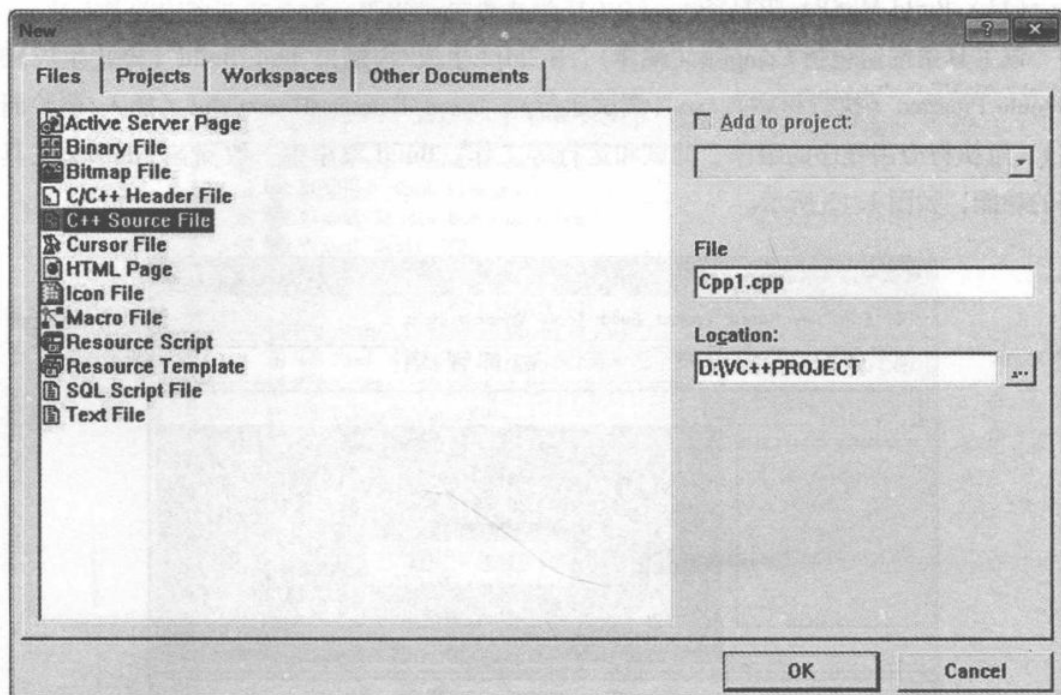 New
Files
Projects
Workspaces
Other Documents
Active Server Page
Binary File
Bitmap File
C/C++ Header File
C++ Source File
Cursor File
HTML Page
Icon File
Macro File
Resource Script
Resource Template
SQL Script File
Text File
Add to project:
File
Cpp1.cpp
Location:
D:\VC++PROJECT
...
OK
Cancel